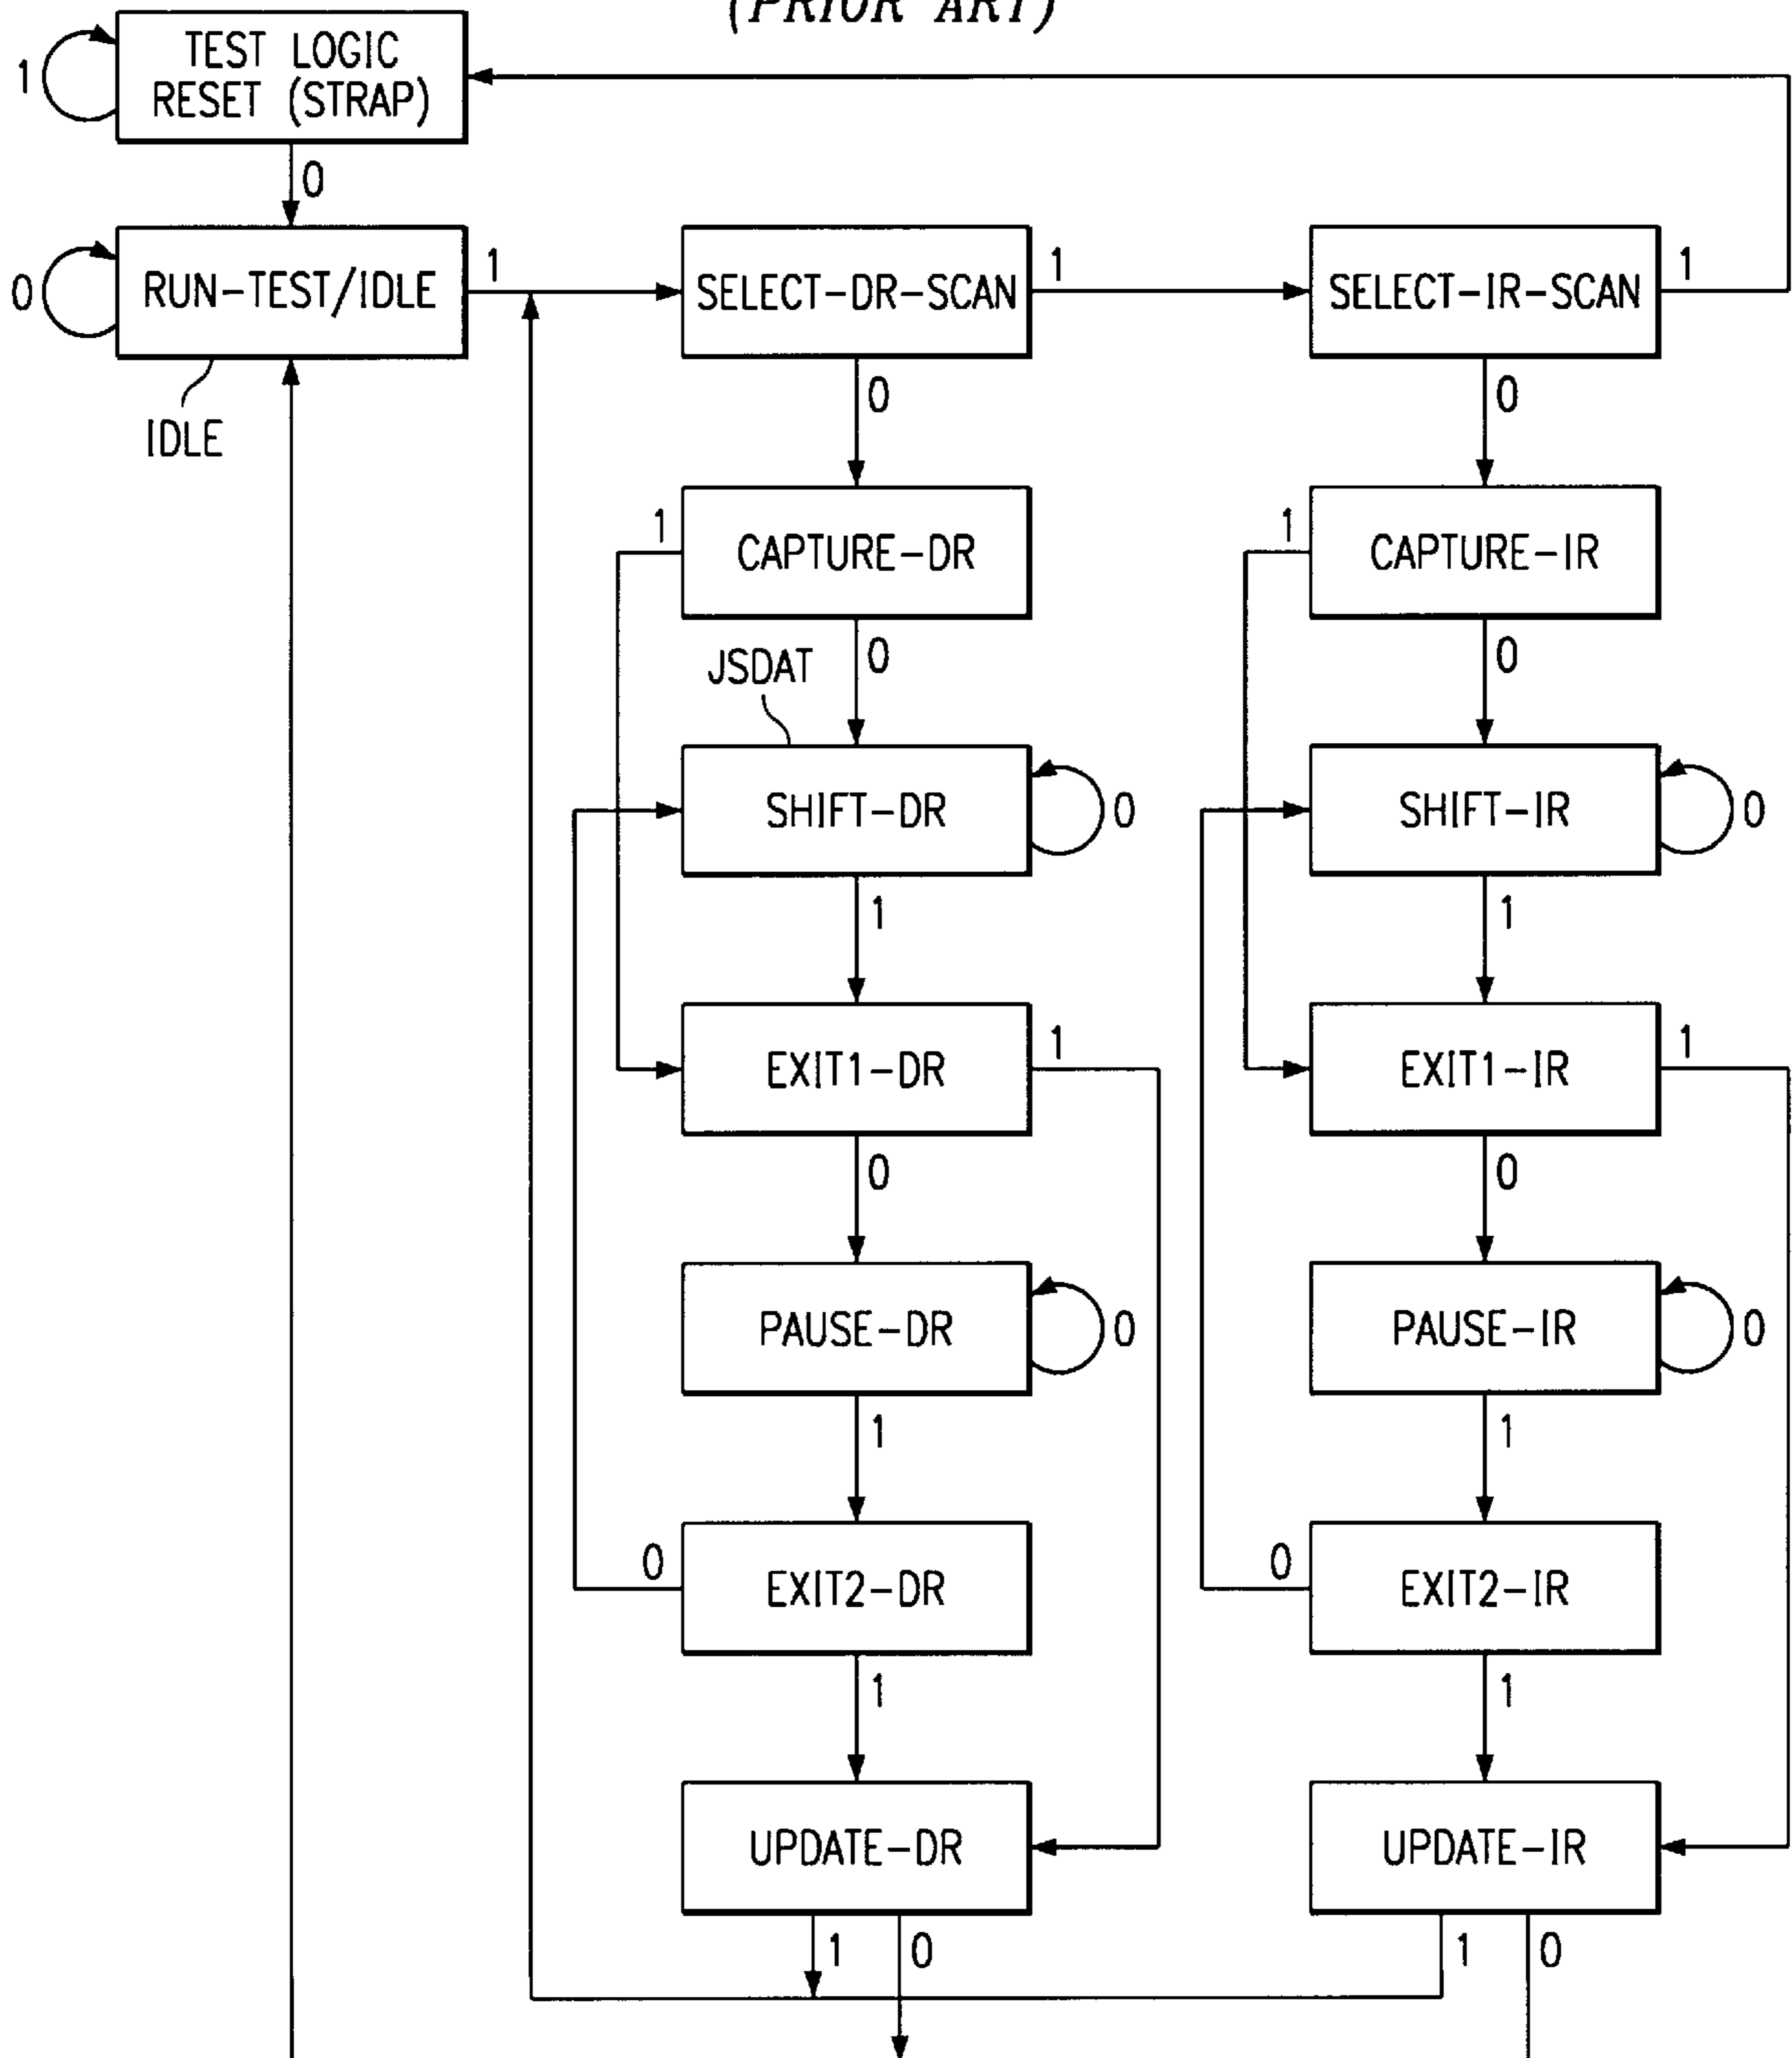 (PRIOR ART)
TEST LOGIC
RESET (STRAP)
1
0
RUN-TEST/IDLE
0
1
IDLE
SELECT-DR-SCAN
1
0
SELECT-IR-SCAN
1
0
CAPTURE-DR
1
0
CAPTURE-IR
1
0
JSDAT
SHIFT-DR
0
1
SHIFT-IR
0
1
EXIT1-DR
1
0
EXIT1-IR
1
0
PAUSE-DR
0
1
PAUSE-IR
0
1
EXIT2-DR
0
1
EXIT2-IR
0
1
UPDATE-DR
1
0
UPDATE-IR
1
0